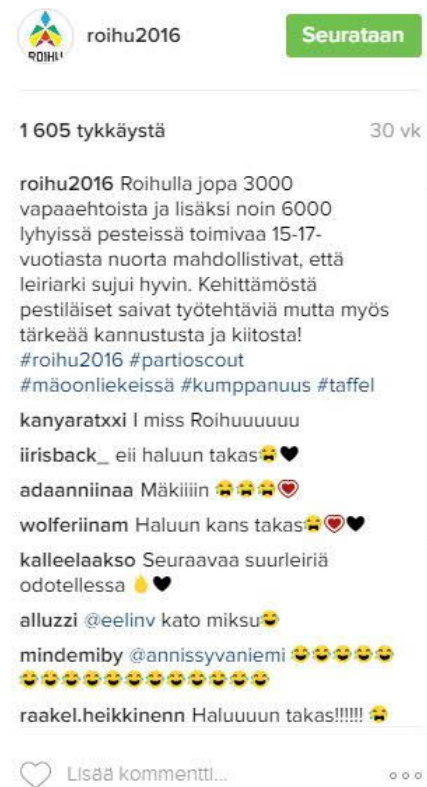 ROIHU
roihu2016
Seurataan
1 605 tykkäystä
30 vk
roihu2016 Roihulla jopa 3000
vapaaehtoista ja lisäksi noin 6000
lyhyissä pesteissä toimivaa 15-17-
vuotiasta nuorta mahdollistivat, että
leiriarki sujui hyvin. Kehittämöstä
pestiläiset saivat työtehtäviä mutta myös
tärkeää kannustusta ja kiitosta!
#roihu2016 #partioscout
#mäoonliekeissä #kumppanuus #taffel
kanyaratxxi I miss Roihuuuuuu
iirisback_ eii haluun takas😭🖤
adaanniinaa Mäkiiiin 😭😭😭💟
wolferiinam Haluun kans takas😭💟🖤
kalleelaakso Seuraavaa suurleiriä
odotellessa 🔥🖤
alluzzi @eelinv kato miksu😂
mindemiby @annissyvaniemi 😂😂😂😂😂
😂😂😂😂😂😂😂😂😂😂😂😂
raakel.heikkinenn Haluuuun takas!!!!!! 😭
Lisää kommentti...